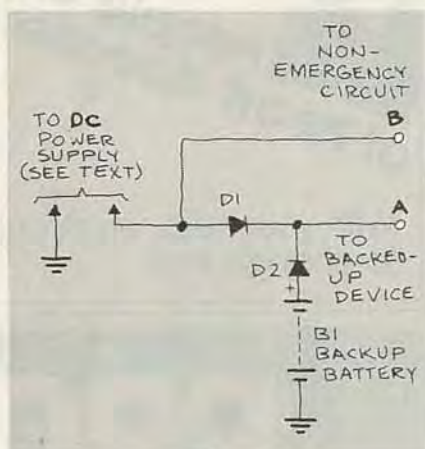 TO
NON-
EMERGENCY
CIRCUIT
B
TO DC
POWER
SUPPLY
(SEE TEXT)
D1
A
TO
BACKED-
UP
DEVICE
D2
+
B1
BACKUP
BATTERY